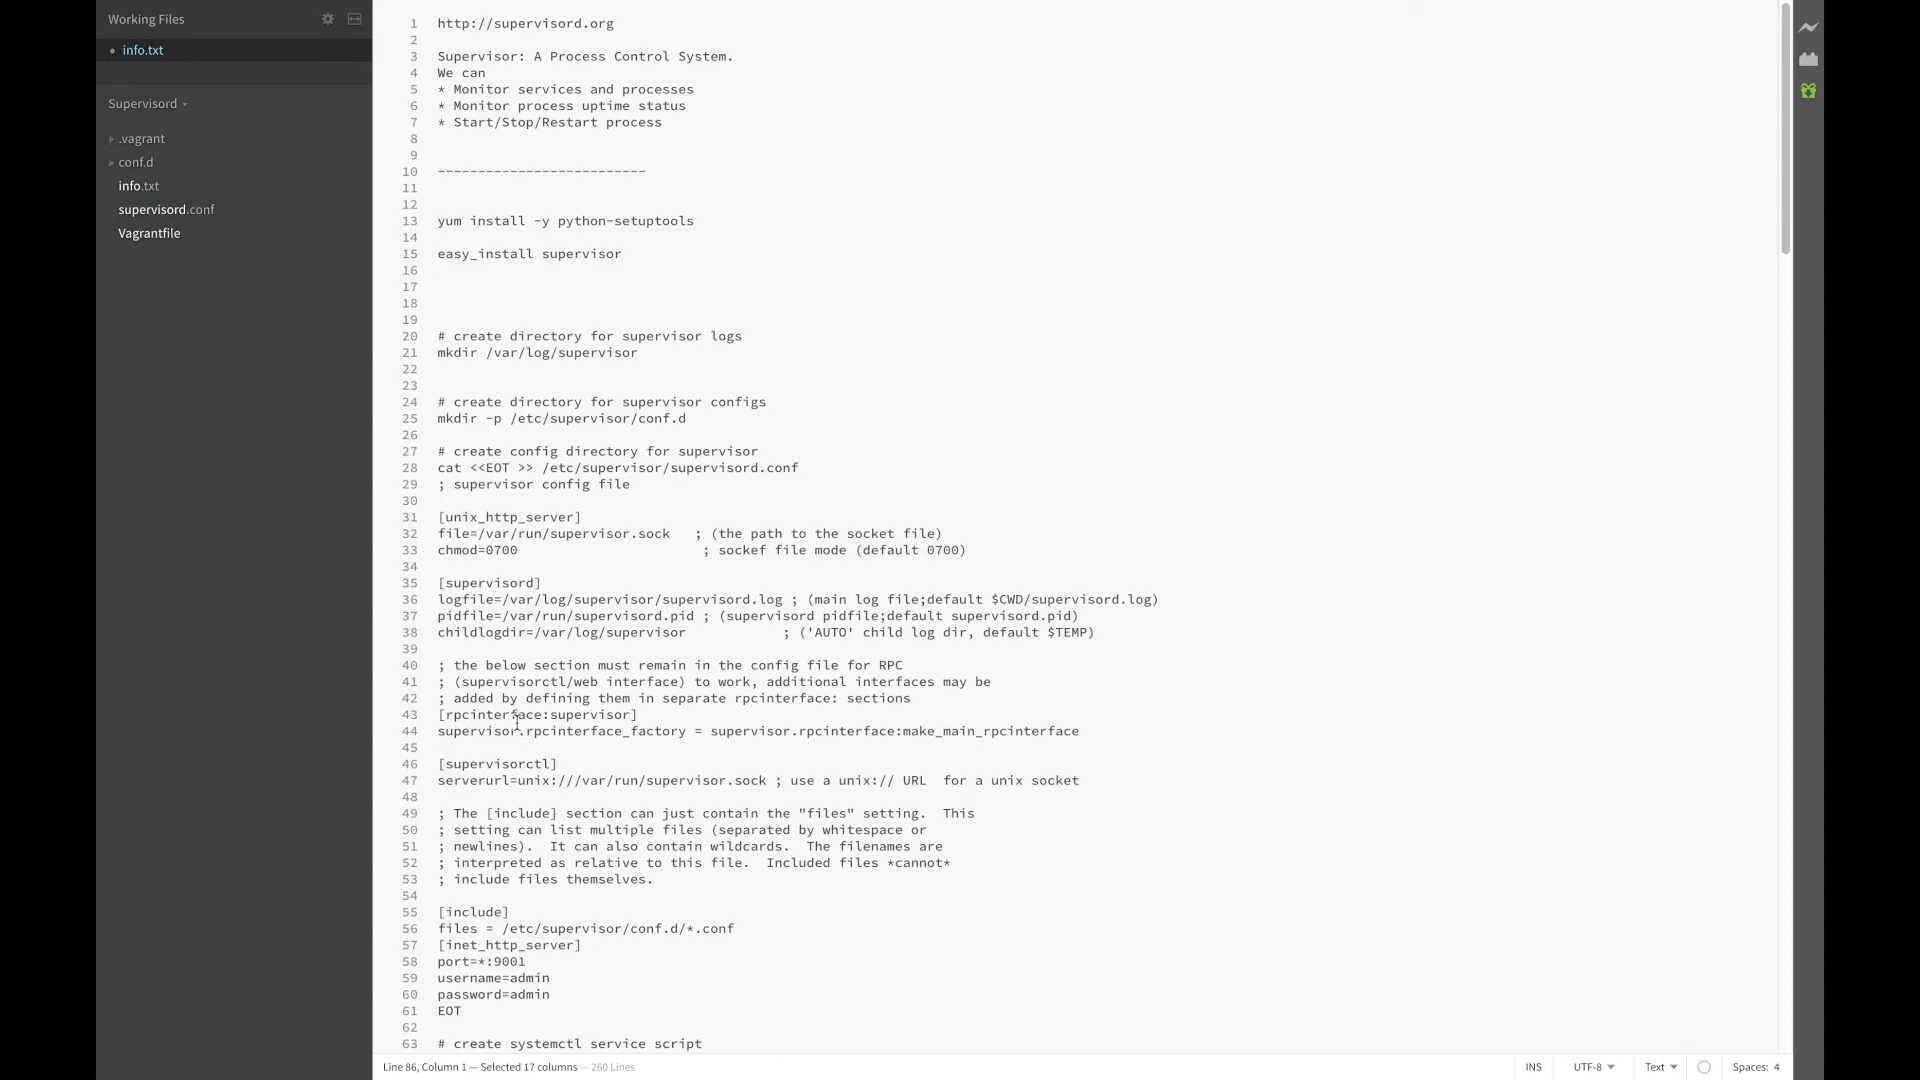 Working Files
info.txt
Supervisord
.vagrant
conf.d
info.txt
supervisord.conf
Vagrantfile
1 http://supervisord.org
2
3 Supervisor: A Process Control System.
4 We can
5 * Monitor services and processes
6 * Monitor process uptime status
7 * Start/Stop/Restart process
8
9
10 --------------------------
11
12
13 yum install -y python-setuptools
14
15 easy_install supervisor
16
17
18
19
20 # create directory for supervisor logs
21 mkdir /var/log/supervisor
22
23
24 # create directory for supervisor configs
25 mkdir -p /etc/supervisor/conf.d
26
27 # create config directory for supervisor
28 cat <<EOT >> /etc/supervisor/supervisord.conf
29 ; supervisor config file
30
31 [unix_http_server]
32 file=/var/run/supervisor.sock   ; (the path to the socket file)
33 chmod=0700                       ; sockef file mode (default 0700)
34
35 [supervisord]
36 logfile=/var/log/supervisor/supervisord.log ; (main log file;default $CWD/supervisord.log)
37 pidfile=/var/run/supervisord.pid ; (supervisord pidfile;default supervisord.pid)
38 childlogdir=/var/log/supervisor            ; ('AUTO' child log dir, default $TEMP)
39
40 ; the below section must remain in the config file for RPC
41 ; (supervisorctl/web interface) to work, additional interfaces may be
42 ; added by defining them in separate rpcinterface: sections
43 [rpcinterface:supervisor]
44 supervisor.rpcinterface_factory = supervisor.rpcinterface:make_main_rpcinterface
45
46 [supervisorctl]
47 serverurl=unix:///var/run/supervisor.sock ; use a unix:// URL  for a unix socket
48
49 ; The [include] section can just contain the "files" setting.  This
50 ; setting can list multiple files (separated by whitespace or
51 ; newlines).  It can also contain wildcards.  The filenames are
52 ; interpreted as relative to this file.  Included files *cannot*
53 ; include files themselves.
54
55 [include]
56 files = /etc/supervisor/conf.d/*.conf
57 [inet_http_server]
58 port=*:9001
59 username=admin
60 password=admin
61 EOT
62
63 # create systemctl service script
Line 86, Column 1 — Selected 17 columns — 260 Lines
INS
UTF-8
Text
Spaces: 4